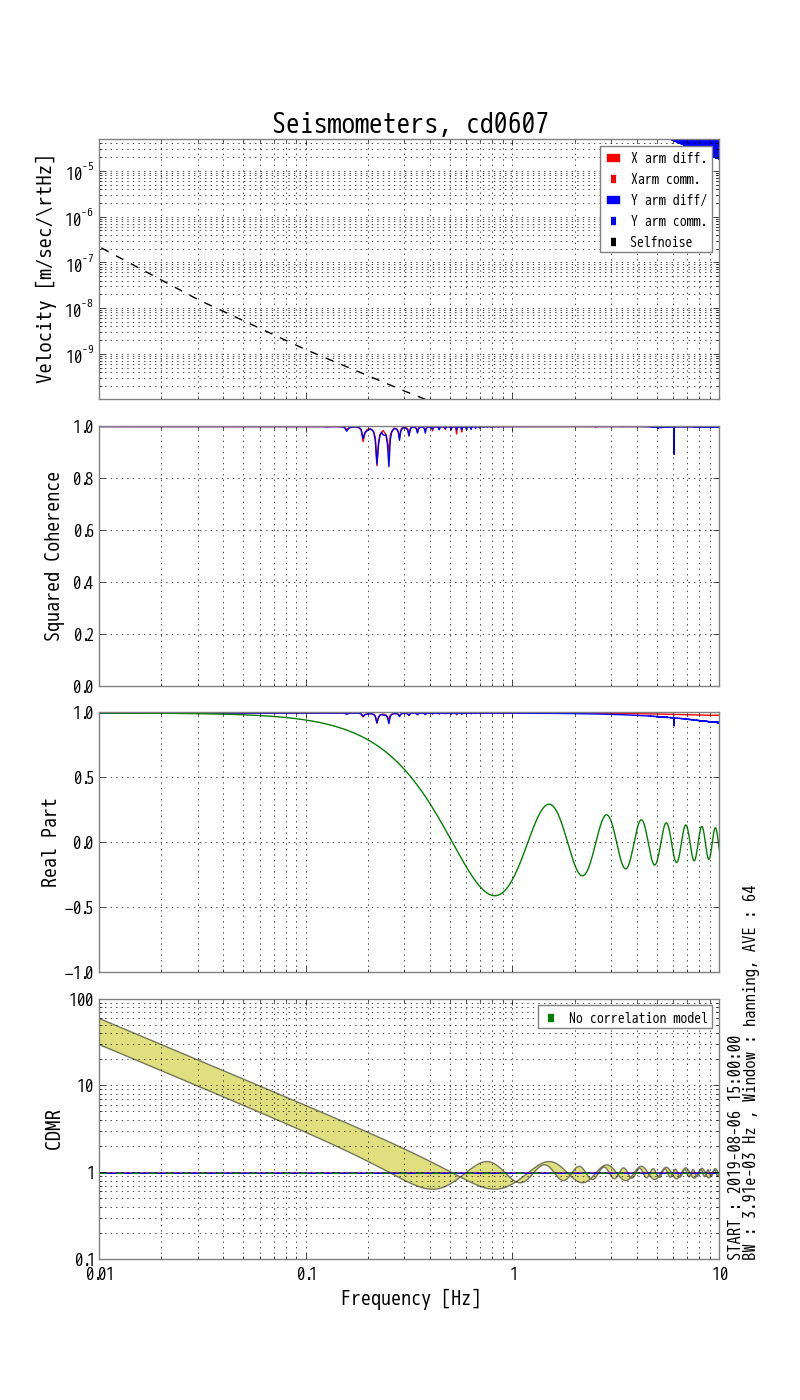 Seismometers, cd0607
Velocity [m/sec/\rtHz]
10^-5
10^-6
10^-7
10^-8
10^-9
X arm diff.
Xarm comm.
Y arm diff/
Y arm comm.
Selfnoise
Squared Coherence
1.0
0.8
0.6
0.4
0.2
0.0
Real Part
1.0
0.5
0.0
−0.5
−1.0
CDMR
100
10
1
0.1
No correlation model
0.01
0.1
1
10
Frequency [Hz]
START : 2019-08-06 15:00:00
BW : 3.91e-03 Hz , Window : hanning, AVE : 64